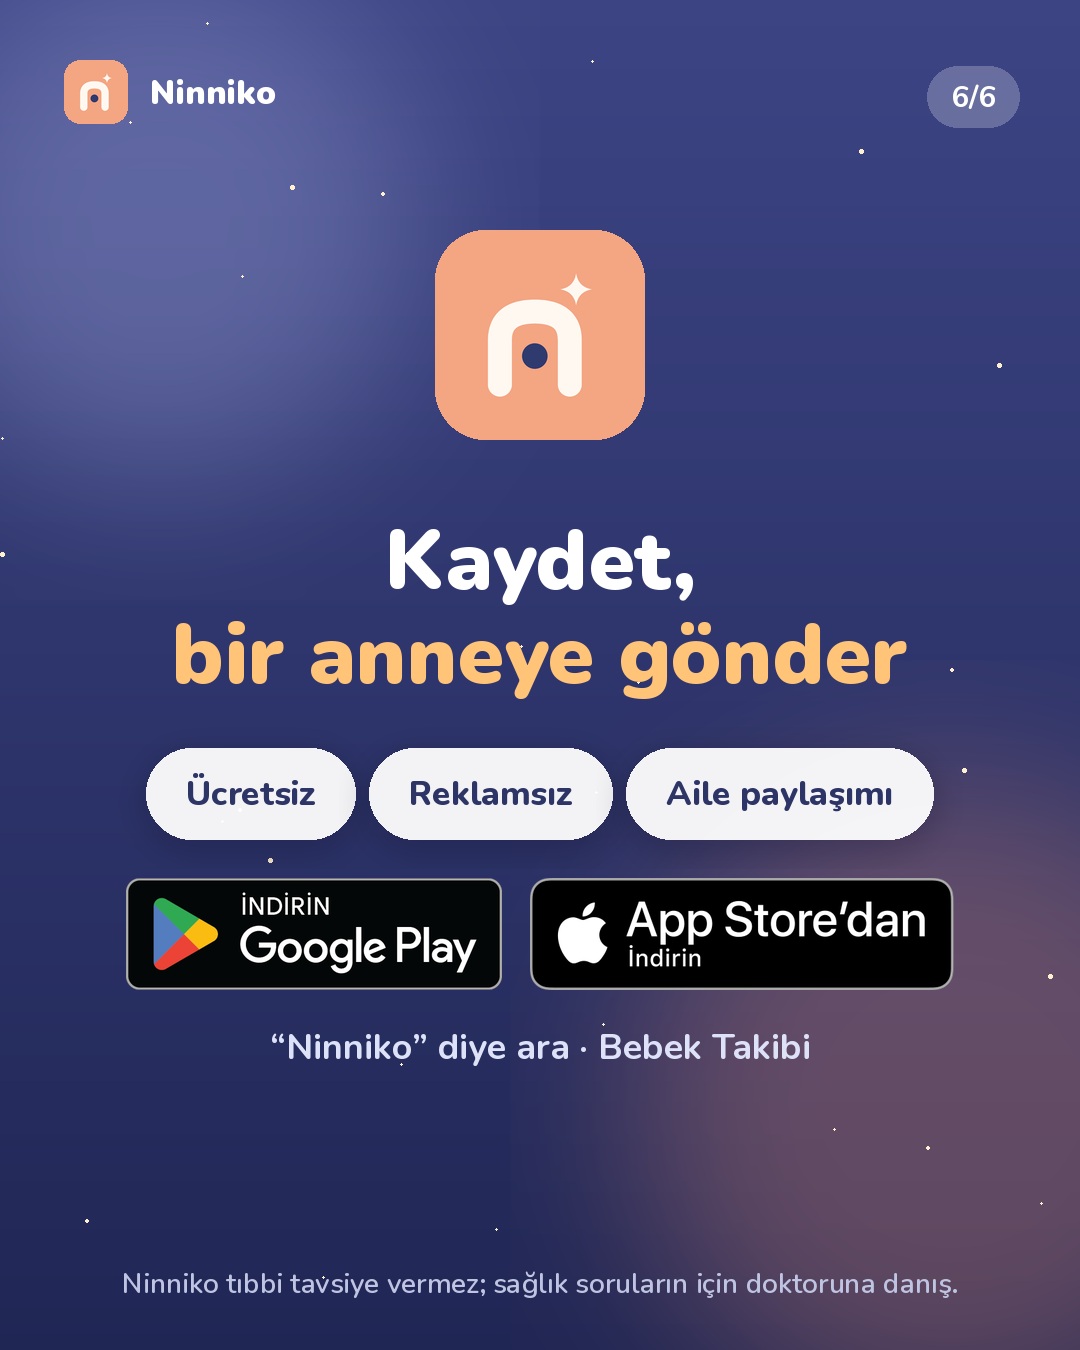 Ninniko
6/6
Kaydet,
bir anneye gönder
Ücretsiz
Reklamsız
Aile paylaşımı
İNDİRİN
Google Play
App Store’dan
İndirin
“Ninniko” diye ara · Bebek Takibi
Ninniko tıbbi tavsiye vermez; sağlık soruların için doktoruna danış.